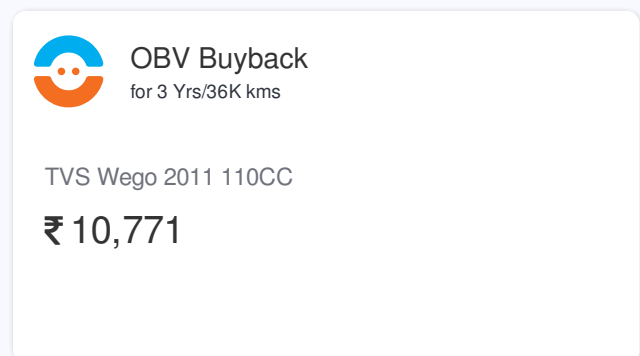 OBV Buyback
for 3 Yrs/36K kms
TVS Wego 2011 110CC
₹ 10,771